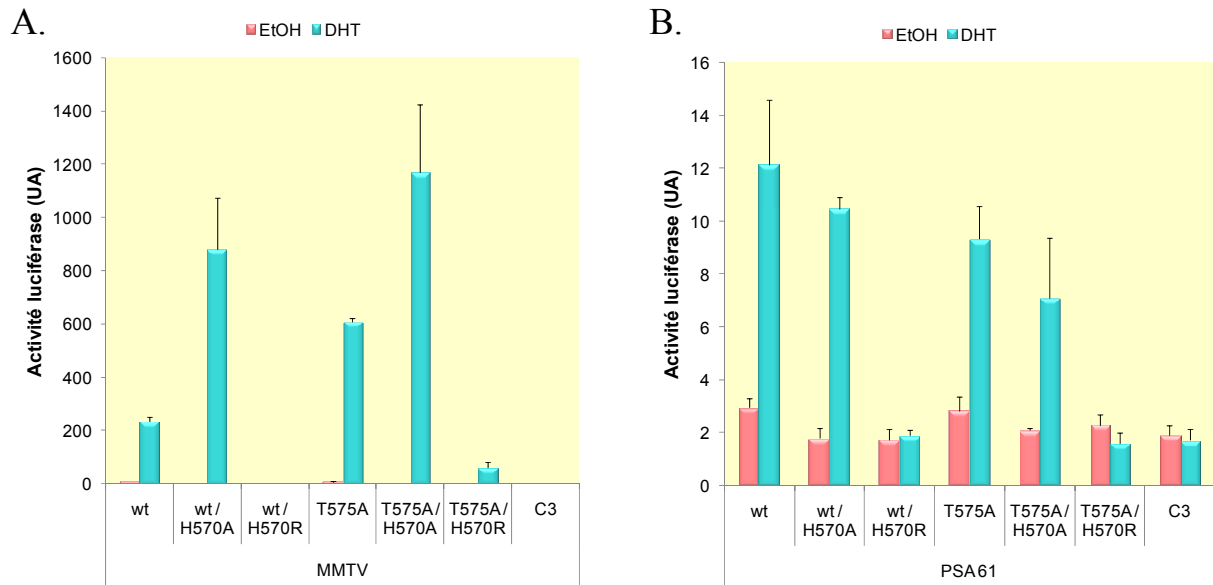 A.
EtOH DHT
Activité luciférase (UA)
1600
1400
1200
1000
800
600
400
200
0
wt
wt / H570A
wt / H570R
T575A
T575A / H570A
T575A / H570R
C3
MMTV
B.
EtOH DHT
Activité luciférase (UA)
16
14
12
10
8
6
4
2
0
wt
wt / H570A
wt / H570R
T575A
T575A / H570A
T575A / H570R
C3
PSA 61